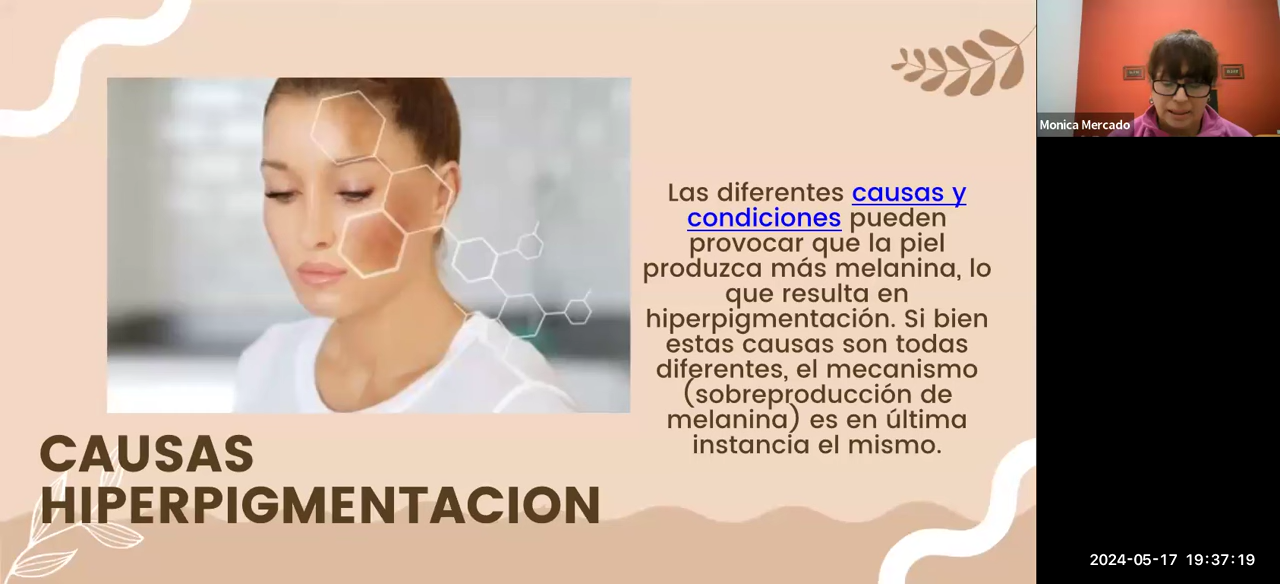 Las diferentes causas y
condiciones pueden
provocar que la piel
produzca más melanina, lo
que resulta en
hiperpigmentación. Si bien
estas causas son todas
diferentes, el mecanismo
(sobreproducción de
melanina) es en última
instancia el mismo.
CAUSAS
HIPERPIGMENTACION
Monica Mercado
2024-05-17 19:37:19